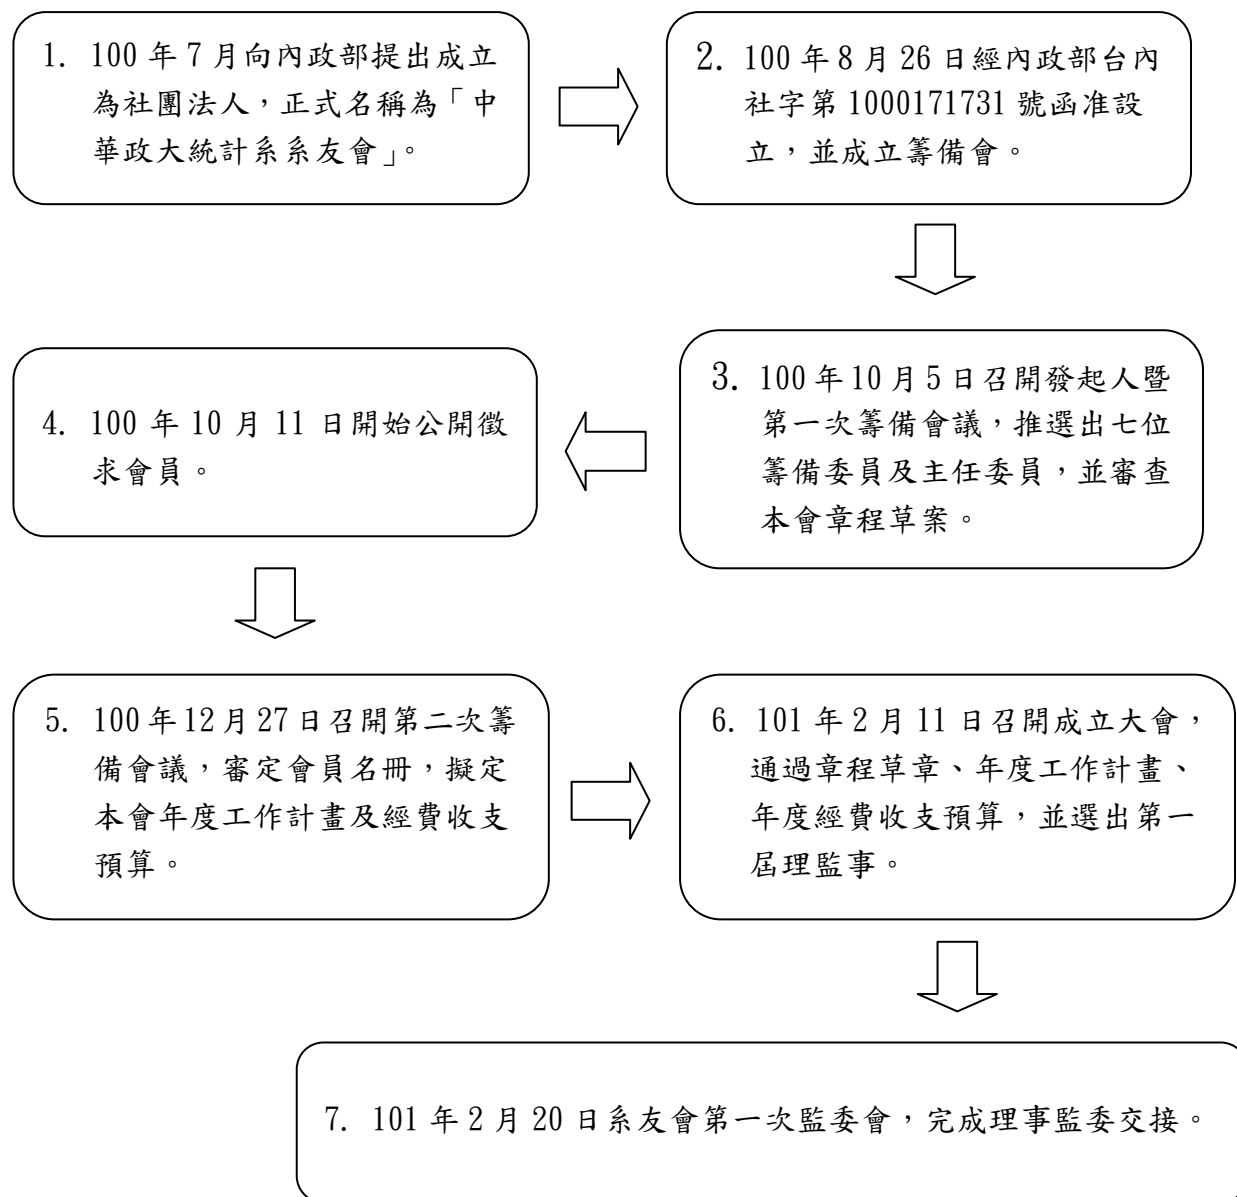 1. 100 年 7 月向內政部提出成立
為社團法人，正式名稱為「中
華政大統計系系友會」。
2. 100 年 8 月 26 日經內政部台內
社字第 1000171731 號函准設
立，並成立籌備會。
3. 100 年 10 月 5 日召開發起人暨
第一次籌備會議，推選出七位
籌備委員及主任委員，並審查
本會章程草案。
4. 100 年 10 月 11 日開始公開徵
求會員。
5. 100 年 12 月 27 日召開第二次籌
備會議，審定會員名冊，擬定
本會年度工作計畫及經費收支
預算。
6. 101 年 2 月 11 日召開成立大會，
通過章程草章、年度工作計畫、
年度經費收支預算，並選出第一
屆理監事。
7. 101 年 2 月 20 日系友會第一次監委會，完成理事監委交接。